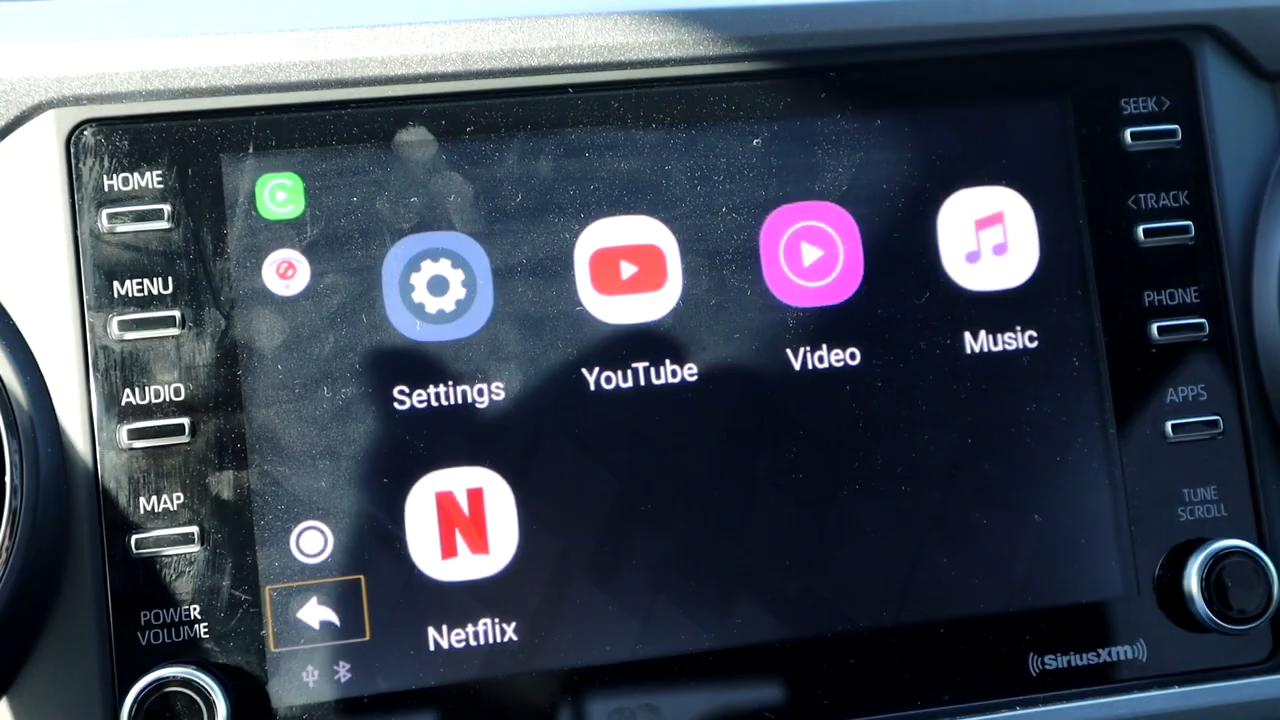 HOME
MENU
AUDIO
MAP
POWER
VOLUME
Settings
YouTube
Video
Music
N
Netflix
SEEK>
<TRACK
PHONE
APPS
TUNE
SCROLL
((SiriusXM))